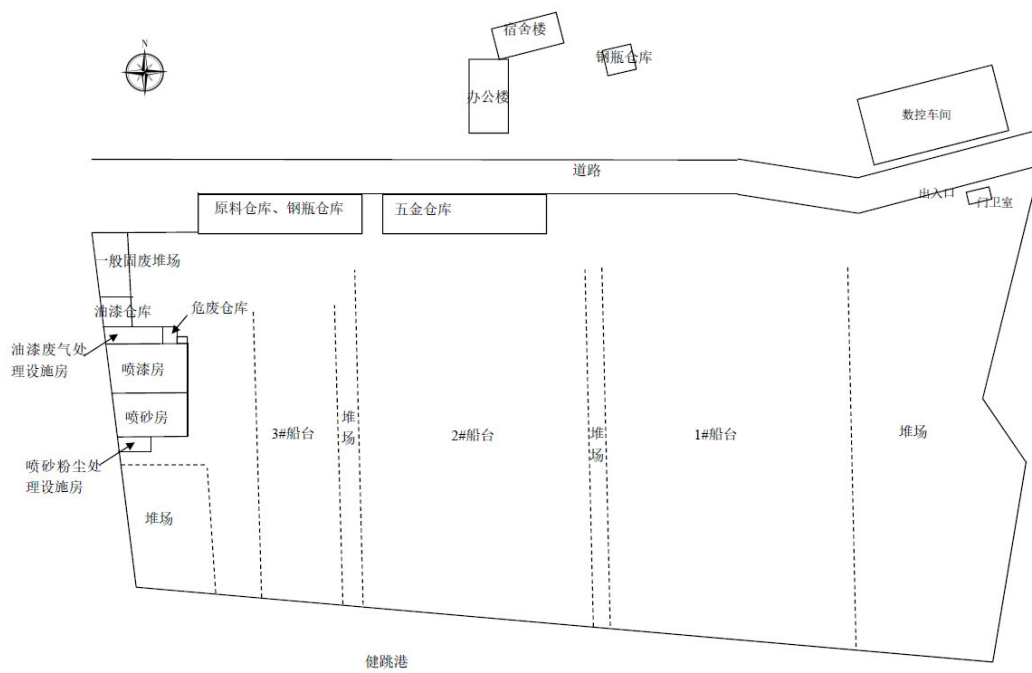 宿舍楼
N
钢瓶仓库
办公楼
数控车间
道路
出入口
门卫室
原料仓库、钢瓶仓库
五金仓库
一般固废堆场
油漆仓库
危废仓库
油漆废气处
理设施房
喷漆房
喷砂房
喷砂粉尘处
理设施房
堆场
3#船台
堆场
2#船台
堆场
1#船台
堆场
健跳港